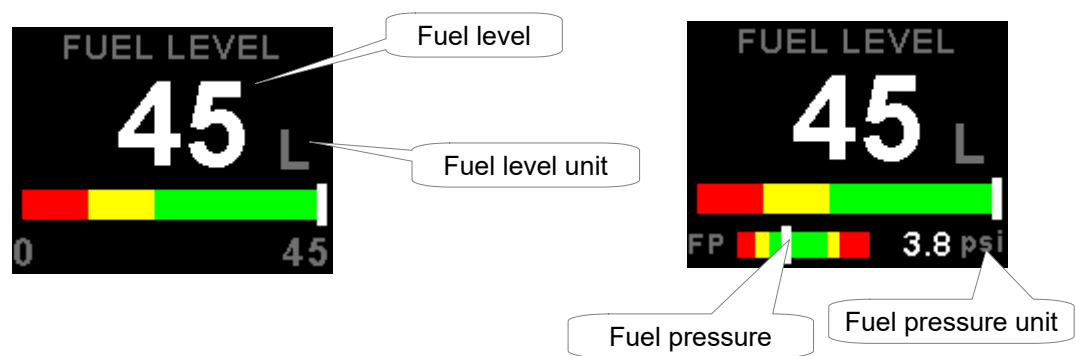 FUEL LEVEL
45
L
0
45
Fuel level
Fuel level unit
FUEL LEVEL
45
L
FP
3.8 psi
Fuel pressure
Fuel pressure unit